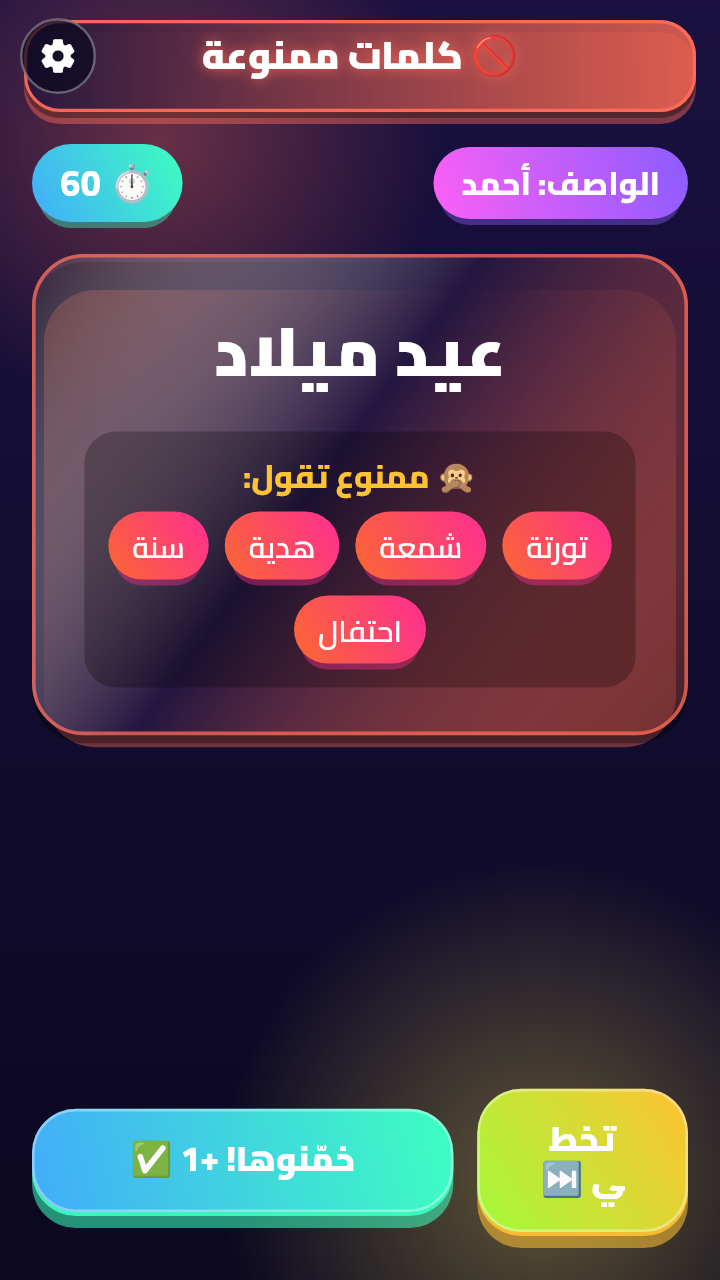 🚫 كلمات ممنوعة
الواصف: أحمد
⏱️ 60
عيد ميلاد
🙊 ممنوع تقول:
تورتة شمعة هدية سنة
احتفال
تخط
ي ⏭️
خمّنوها! +1 ✅